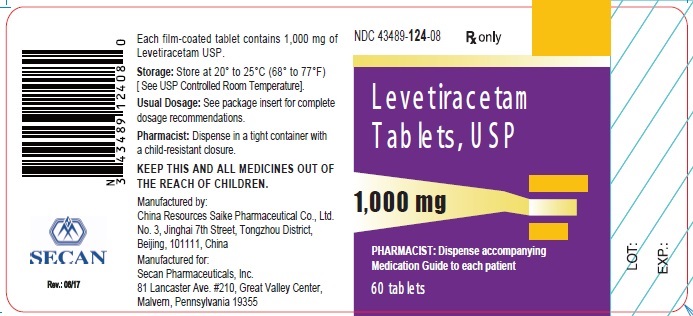 N
3 43489 12408 0
SECAN
Rev.: 08/17
Each film-coated tablet contains 1,000 mg of
Levetiracetam USP.
Storage: Store at 20° to 25°C (68° to 77°F)
[ See USP Controlled Room Temperature].
Usual Dosage: See package insert for complete
dosage recommendations.
Pharmacist: Dispense in a tight container with
a child-resistant closure.
KEEP THIS AND ALL MEDICINES OUT OF
THE REACH OF CHILDREN.
Manufactured by:
China Resources Saike Pharmaceutical Co., Ltd.
No. 3, Jinghai 7th Street, Tongzhou District,
Beijing, 101111, China
Manufactured for:
Secan Pharmaceuticals, Inc.
81 Lancaster Ave. #210, Great Valley Center,
Malvern, Pennsylvania 19355
NDC 43489-124-08 Rx only
Levetiracetam
Tablets, USP
1,000 mg
PHARMACIST: Dispense accompanying
Medication Guide to each patient
60 tablets
LOT:
EXP.: